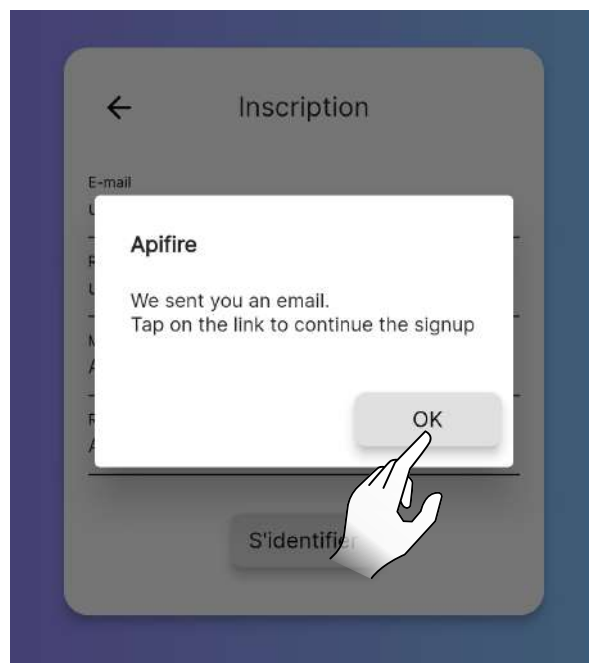 Inscription
E-mail
Apifire
We sent you an email.
Tap on the link to continue the signup
OK
S'identifier